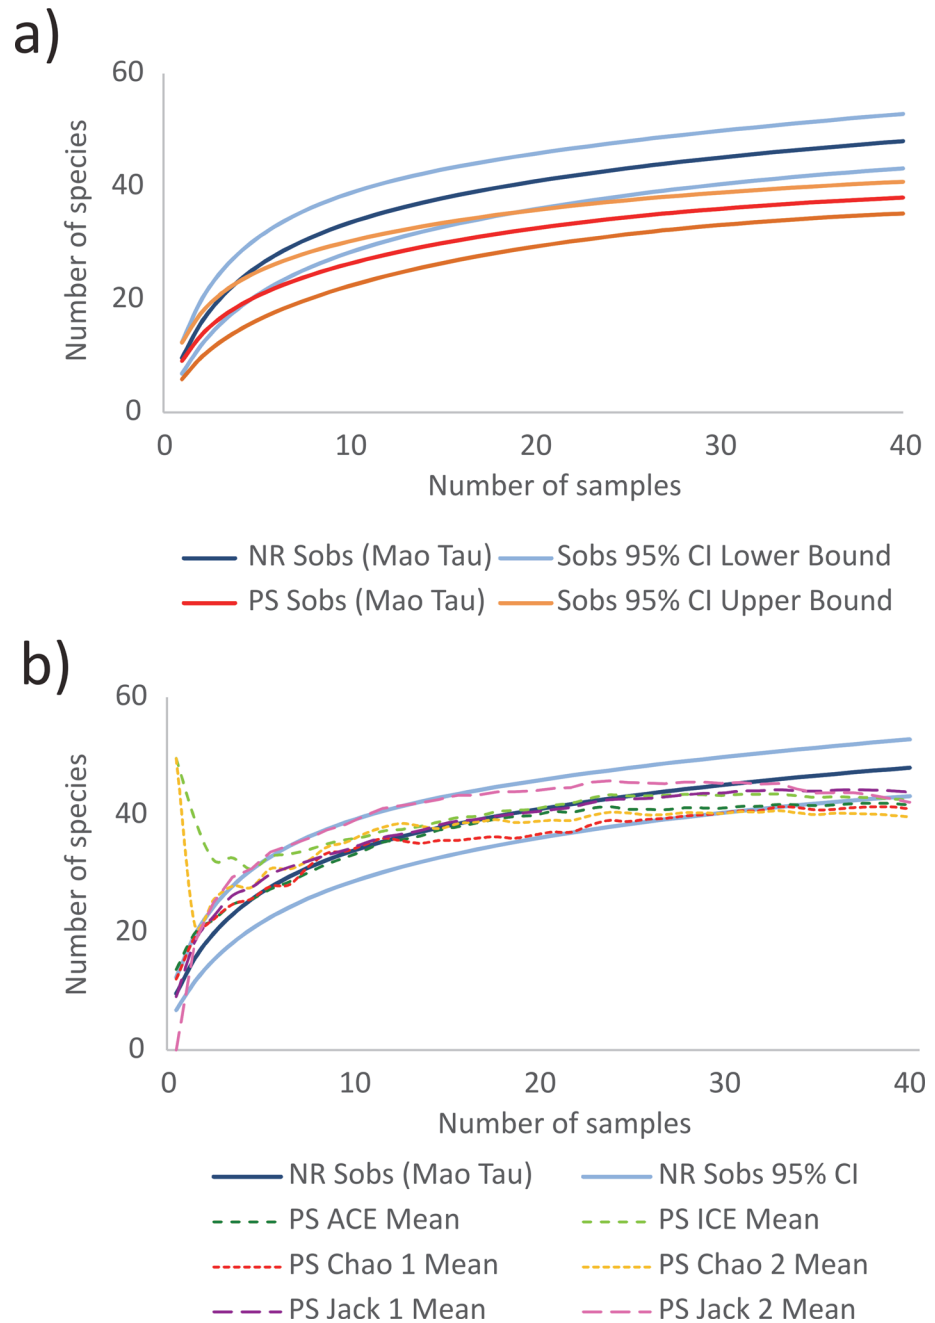 a)
60
40
20
0
Number of species
0 10 20 30 40
Number of samples
NR Sobs (Mao Tau) Sobs 95% CI Lower Bound
PS Sobs (Mao Tau) Sobs 95% CI Upper Bound
b)
60
40
20
0
Number of species
0 10 20 30 40
Number of samples
NR Sobs (Mao Tau) NR Sobs 95% CI
PS ACE Mean PS ICE Mean
PS Chao 1 Mean PS Chao 2 Mean
PS Jack 1 Mean PS Jack 2 Mean